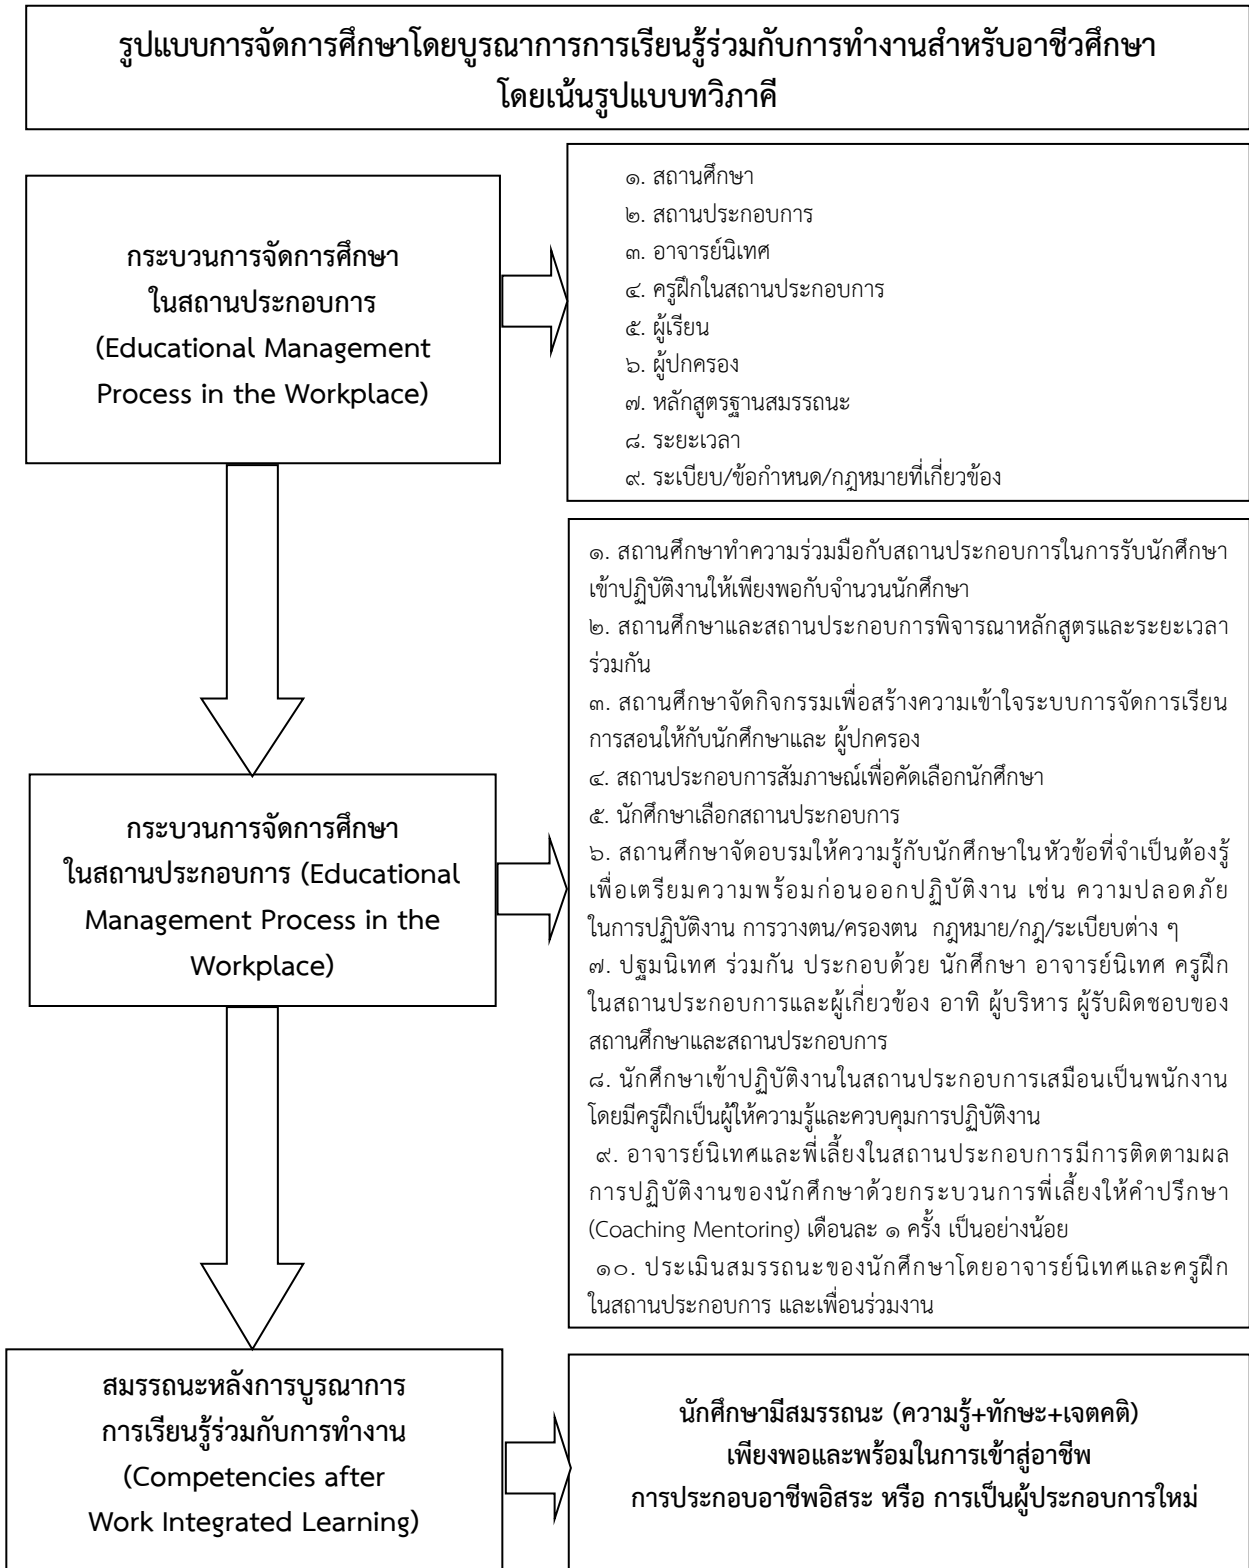 รูปแบบการจัดการศึกษาโดยบูรณาการการเรียนรู้ร่วมกับการทำงานสำหรับอาชีวศึกษา
โดยเน้นรูปแบบทวิภาคี
กระบวนการจัดการศึกษา
ในสถานประกอบการ
(Educational Management
Process in the Workplace)
๑. สถานศึกษา
๒. สถานประกอบการ
๓. อาจารย์นิเทศ
๔. ครูฝึกในสถานประกอบการ
๕. ผู้เรียน
๖. ผู้ปกครอง
๗. หลักสูตรฐานสมรรถนะ
๘. ระยะเวลา
๙. ระเบียบ/ข้อกำหนด/กฎหมายที่เกี่ยวข้อง
กระบวนการจัดการศึกษา
ในสถานประกอบการ (Educational
Management Process in the
Workplace)
๑. สถานศึกษาทำความร่วมมือกับสถานประกอบการในการรับนักศึกษา
เข้าปฏิบัติงานให้เพียงพอกับจำนวนนักศึกษา
๒. สถานศึกษาและสถานประกอบการพิจารณาหลักสูตรและระยะเวลา
ร่วมกัน
๓. สถานศึกษาจัดกิจกรรมเพื่อสร้างความเข้าใจระบบการจัดการเรียน
การสอนให้กับนักศึกษาและ ผู้ปกครอง
๔. สถานประกอบการสัมภาษณ์เพื่อคัดเลือกนักศึกษา
๕. นักศึกษาเลือกสถานประกอบการ
๖. สถานศึกษาจัดอบรมให้ความรู้กับนักศึกษาในหัวข้อที่จำเป็นต้องรู้
เพื่อเตรียมความพร้อมก่อนออกปฏิบัติงาน เช่น ความปลอดภัย
ในการปฏิบัติงาน การวางตน/ครองตน กฎหมาย/กฎ/ระเบียบต่าง ๆ
๗. ปฐมนิเทศ ร่วมกัน ประกอบด้วย นักศึกษา อาจารย์นิเทศ ครูฝึก
ในสถานประกอบการและผู้เกี่ยวข้อง อาทิ ผู้บริหาร ผู้รับผิดชอบของ
สถานศึกษาและสถานประกอบการ
๘. นักศึกษาเข้าปฏิบัติงานในสถานประกอบการเสมือนเป็นพนักงาน
โดยมีครูฝึกเป็นผู้ให้ความรู้และควบคุมการปฏิบัติงาน
๙. อาจารย์นิเทศและพี่เลี้ยงในสถานประกอบการมีการติดตามผล
การปฏิบัติงานของนักศึกษาด้วยกระบวนการพี่เลี้ยงให้คำปรึกษา
(Coaching Mentoring) เดือนละ ๑ ครั้ง เป็นอย่างน้อย
๑๐. ประเมินสมรรถนะของนักศึกษาโดยอาจารย์นิเทศและครูฝึก
ในสถานประกอบการ และเพื่อนร่วมงาน
สมรรถนะหลังการบูรณาการ
การเรียนรู้ร่วมกับการทำงาน
(Competencies after
Work Integrated Learning)
นักศึกษามีสมรรถนะ (ความรู้+ทักษะ+เจตคติ)
เพียงพอและพร้อมในการเข้าสู่อาชีพ
การประกอบอาชีพอิสระ หรือ การเป็นผู้ประกอบการใหม่